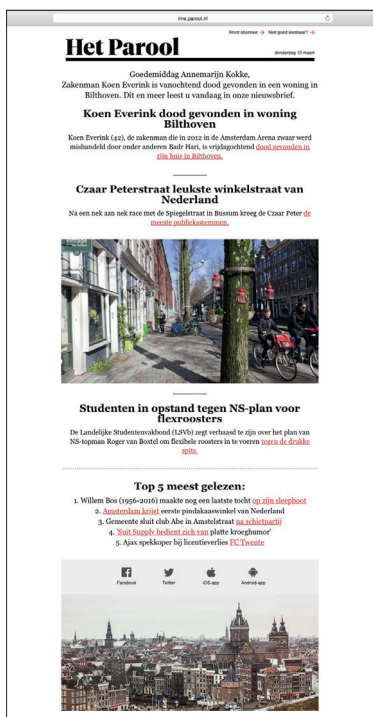 ims.parool.nl
Word abonnee → Niet goed leesbaar? →
Het Parool
donderdag 10 maart
Goedemiddag Annemarijn Kokke,
Zakenman Koen Everink is vanochtend dood gevonden in een woning in
Bilthoven. Dit en meer leest u vandaag in onze nieuwsbrief.
Koen Everink dood gevonden in woning
Bilthoven
Koen Everink (42), de zakenman die in 2012 in de Amsterdam Arena zwaar werd
mishandeld door onder anderen Badr Hari, is vrijdagochtend dood gevonden in
zijn huis in Bilthoven.
Czaar Peterstraat leukste winkelstraat van
Nederland
Na een nek aan nek race met de Spiegelstraat in Bussum kreeg de Czaar Peter de
meeste publieksstemmen.
vintage
Studenten in opstand tegen NS-plan voor
flexroosters
De Landelijke Studentenvakbond (LSVb) zegt verbaasd te zijn over het plan van
NS-topman Roger van Boxtel om flexibele roosters in te voeren tegen de drukke
spits.
Top 5 meest gelezen:
1. Willem Bos (1956-2016) maakte nog een laatste tocht op zijn sleepboot
2. Amsterdam krijgt eerste pindakaaswinkel van Nederland
3. Gemeente sluit club Abe in Amstelstraat na schietpartij
4. 'Suit Supply bedient zich van platte kroeghumor'
5. Ajax spekkoper bij licentieverlies FC Twente
Facebook Twitter iOS-app Android-app